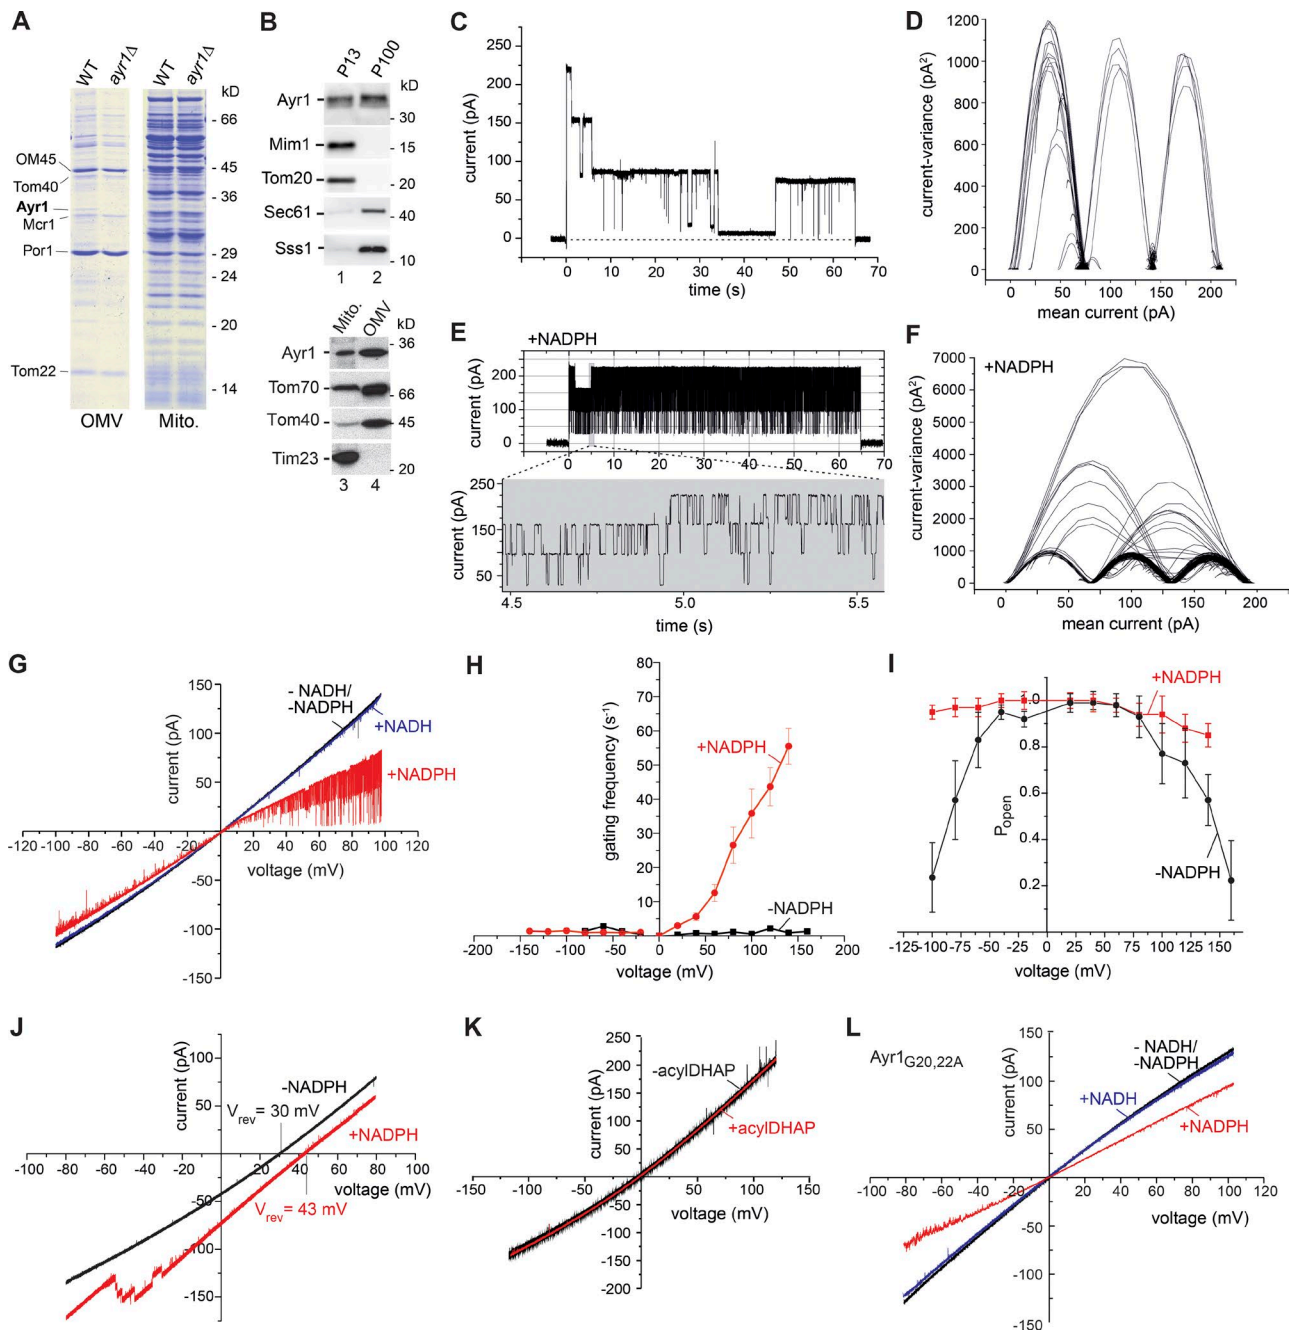 A
WT
ayr1Δ
WT
ayr1Δ
kD
- 66
OM45
- 45
Tom40
- 36
Ayr1
Mcr1
Por1
- 29
- 24
- 20
Tom22
- 14
OMV
Mito.
B
P13
P100
kD
Ayr1
- 30
Mim1
- 15
Tom20
- 20
Sec61
- 40
Sss1
- 10
1 2
Mito.
OMV
kD
- 36
Ayr1
Tom70
- 66
Tom40
- 45
Tim23
- 20
3 4
C
current (pA)
250
200
150
100
50
0
0 10 20 30 40 50 60 70
time (s)
D
current-variance (pA²)
1200
1000
800
600
400
200
0
0 50 100 150 200
mean current (pA)
E
+NADPH
current (pA)
200
100
0
0 10 20 30 40 50 60 70
current (pA)
250
150
50
4.5 5.0 5.5
time (s)
F
+NADPH
current-variance (pA²)
7000
6000
5000
4000
3000
2000
1000
0
0 50 100 150 200
mean current (pA)
G
current (pA)
150
100
50
-50
-100
-150
-100 -80 -60 -40 -20 20 40 60 80 100 120
voltage (mV)
- NADH/
-NADPH
+NADH
+NADPH
H
gating frequency (s⁻¹)
80
70
60
50
40
30
20
10
0
-200 -150 -100 -50 0 50 100 150 200
voltage (mV)
+NADPH
-NADPH
I
Popen
1.0
0.8
0.6
0.4
0.2
-125 -100 -75 -50 -25 0 25 50 75 100 125 150
voltage (mV)
+NADPH
-NADPH
J
current (pA)
100
50
-50
-100
-150
-100 -80 -60 -40 -20 20 40 60 80 100
voltage (mV)
-NADPH
Vrev= 30 mV
+NADPH
Vrev= 43 mV
K
current (pA)
250
200
150
100
50
-50
-100
-150
-200
-150 -100 -50 50 100 150
voltage (mV)
-acylDHAP
+acylDHAP
L
Ayr1G20,22A
current (pA)
150
100
50
-50
-100
-150
-100 -80 -60 -40 -20 0 20 40 60 80 100 120
voltage (mV)
- NADH/
-NADPH
+NADH
+NADPH